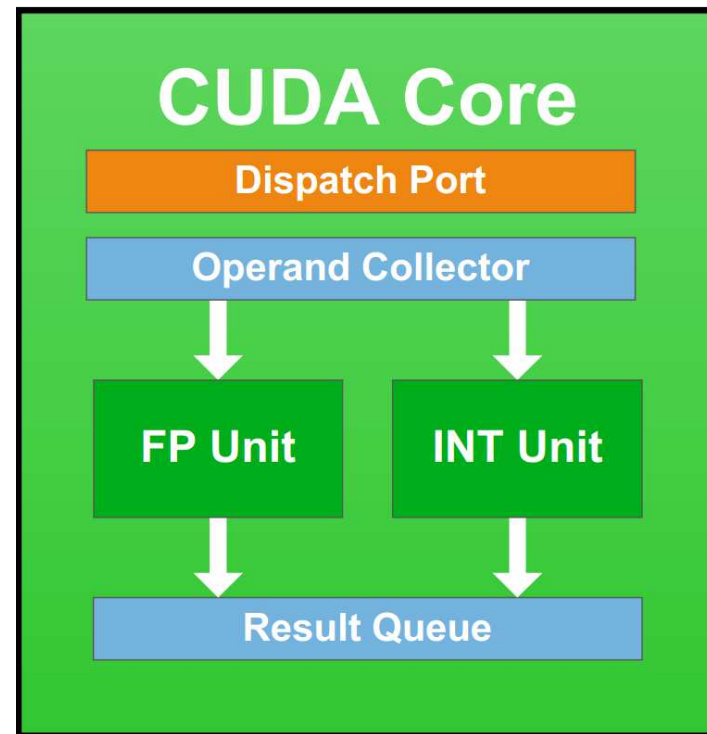 CUDA Core
Dispatch Port
Operand Collector
FP Unit
INT Unit
Result Queue